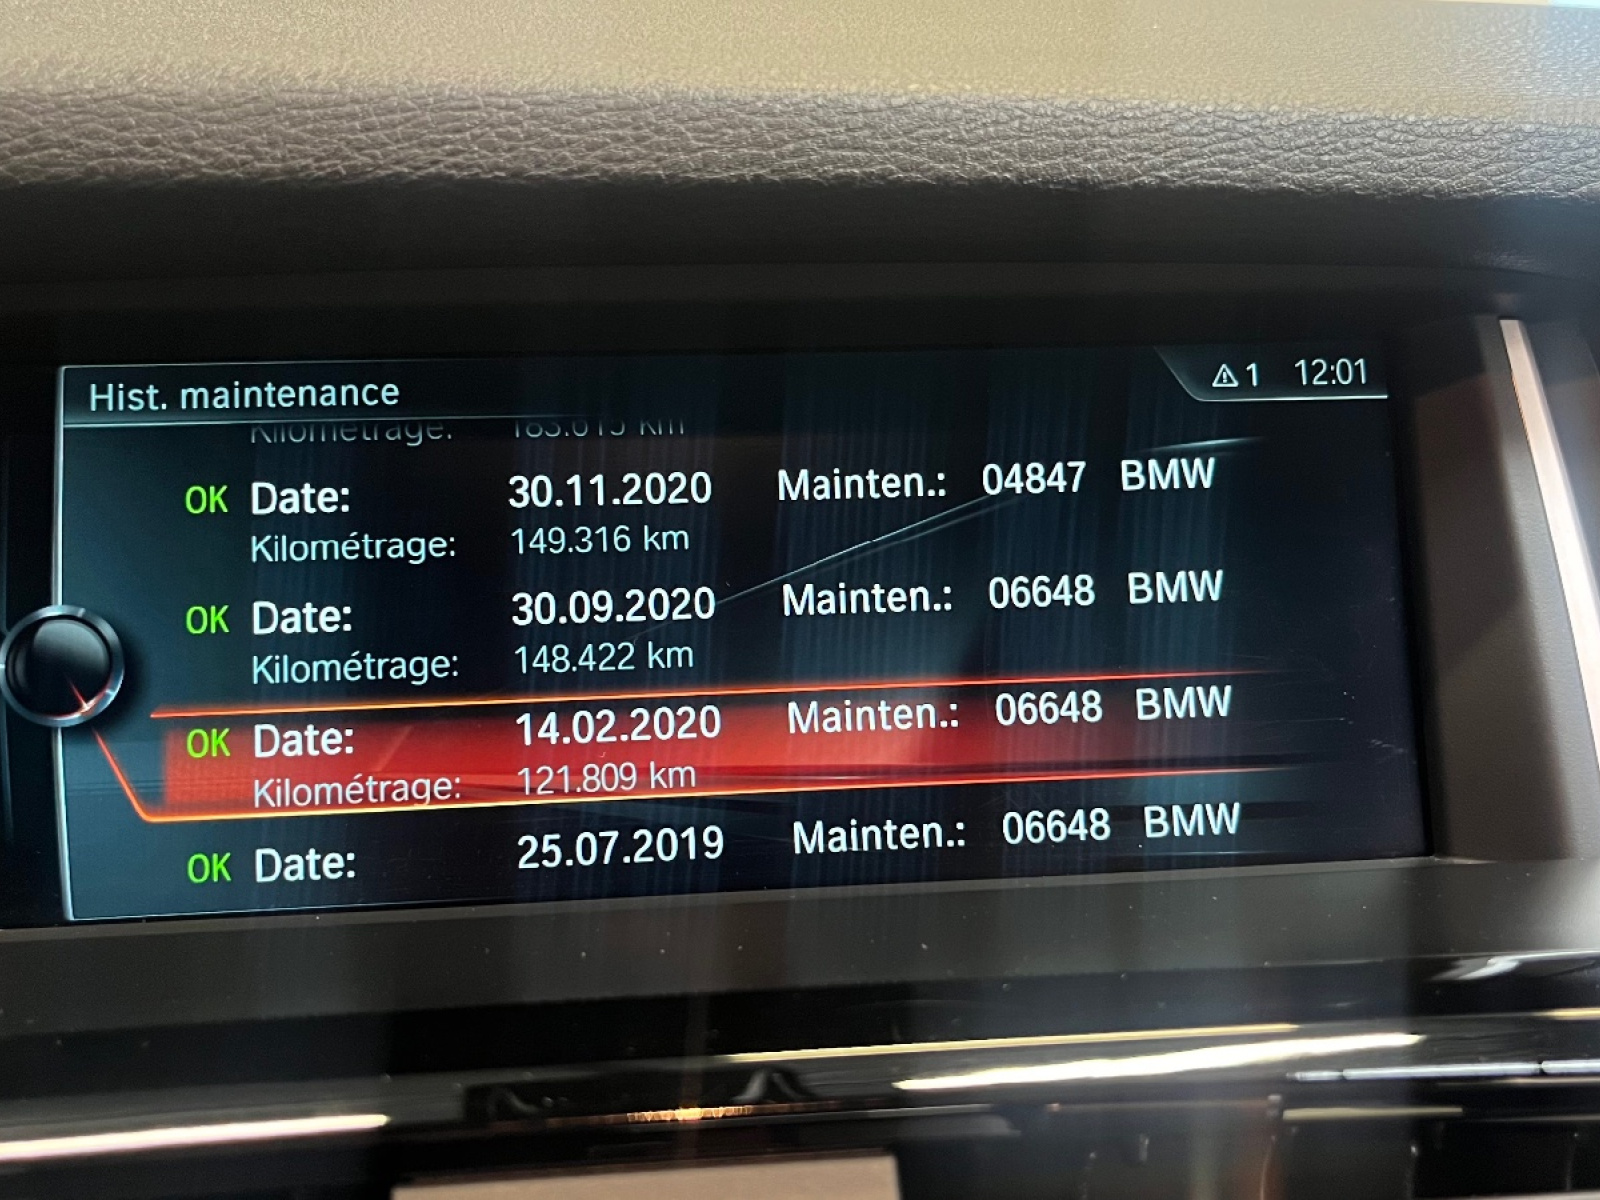 Hist. maintenance
⚠ 1 12:01
Kilométrage: km
OK Date: 30.11.2020 Mainten.: 04847 BMW
Kilométrage: 149.316 km
OK Date: 30.09.2020 Mainten.: 06648 BMW
Kilométrage: 148.422 km
OK Date: 14.02.2020 Mainten.: 06648 BMW
Kilométrage: 121.809 km
OK Date: 25.07.2019 Mainten.: 06648 BMW